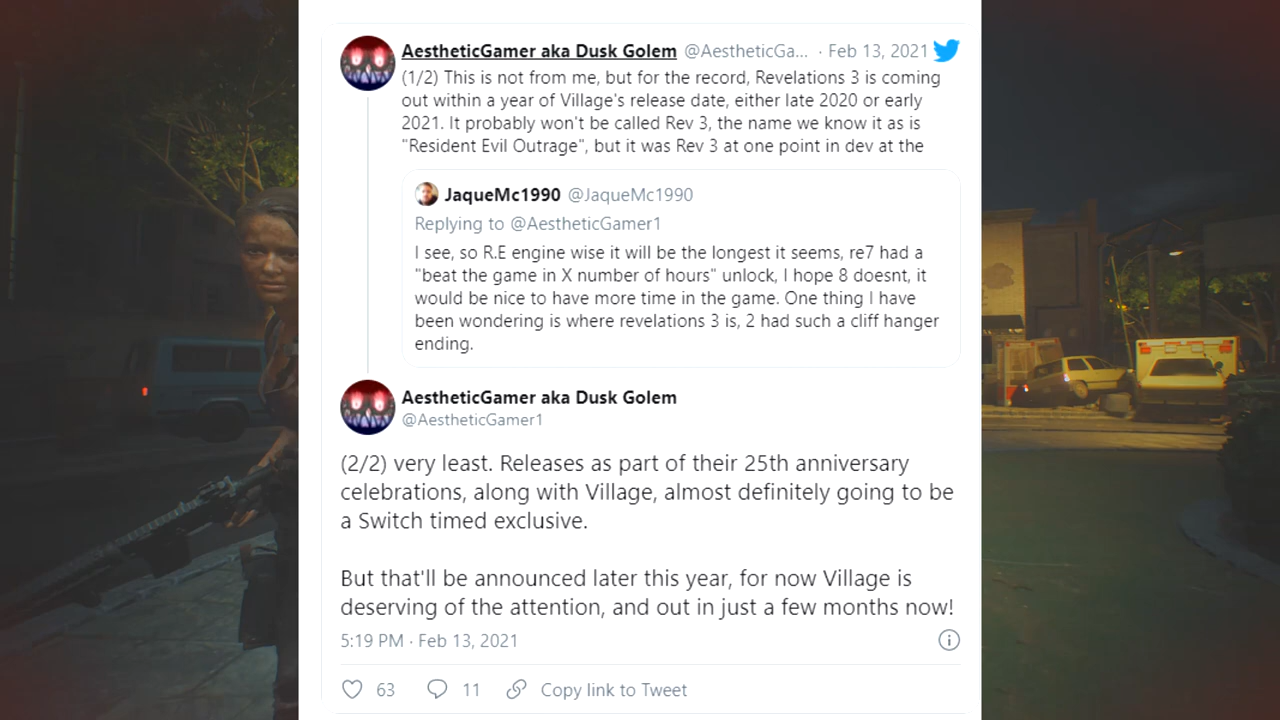 AestheticGamer aka Dusk Golem @AestheticGa... · Feb 13, 2021
(1/2) This is not from me, but for the record, Revelations 3 is coming
out within a year of Village's release date, either late 2020 or early
2021. It probably won't be called Rev 3, the name we know it as is
"Resident Evil Outrage", but it was Rev 3 at one point in dev at the
JaqueMc1990 @JaqueMc1990
Replying to @AestheticGamer1
I see, so R.E engine wise it will be the longest it seems, re7 had a
"beat the game in X number of hours" unlock, I hope 8 doesnt, it
would be nice to have more time in the game. One thing I have
been wondering is where revelations 3 is, 2 had such a cliff hanger
ending.
AestheticGamer aka Dusk Golem
@AestheticGamer1
(2/2) very least. Releases as part of their 25th anniversary
celebrations, along with Village, almost definitely going to be
a Switch timed exclusive.
But that'll be announced later this year, for now Village is
deserving of the attention, and out in just a few months now!
5:19 PM · Feb 13, 2021
63 11 Copy link to Tweet